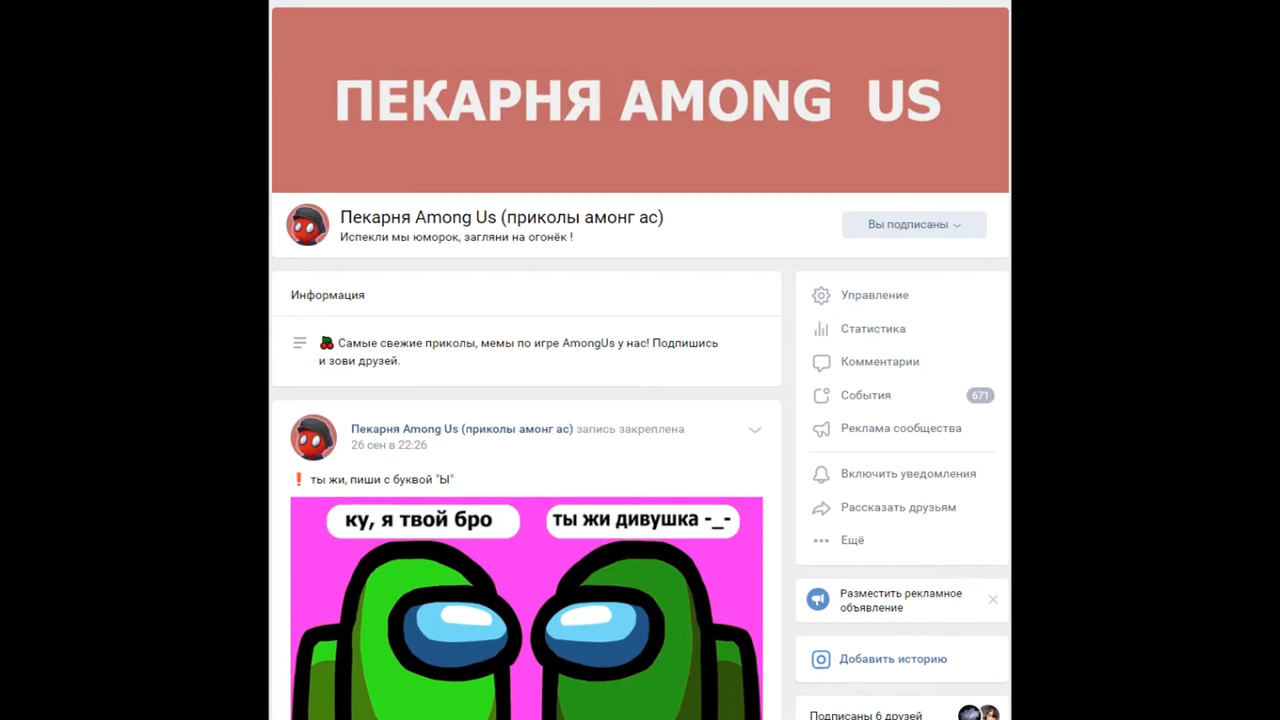 ПЕКАРНЯ AMONG US
Пекарня Among Us (приколы амонг ас)
Испекли мы юморок, загляни на огонёк !
Вы подписаны
Информация
Самые свежие приколы, мемы по игре AmongUs у нас! Подпишись
и зови друзей.
Пекарня Among Us (приколы амонг ас) запись закреплена
26 сен в 22:26
❗ ты жи, пиши с буквой "Ы"
ку, я твой бро
ты жи дивушка -_-
Управление
Статистика
Комментарии
События 671
Реклама сообщества
Включить уведомления
Рассказать друзьям
Ещё
Разместить рекламное
объявление
Добавить историю
Подписаны 6 друзей